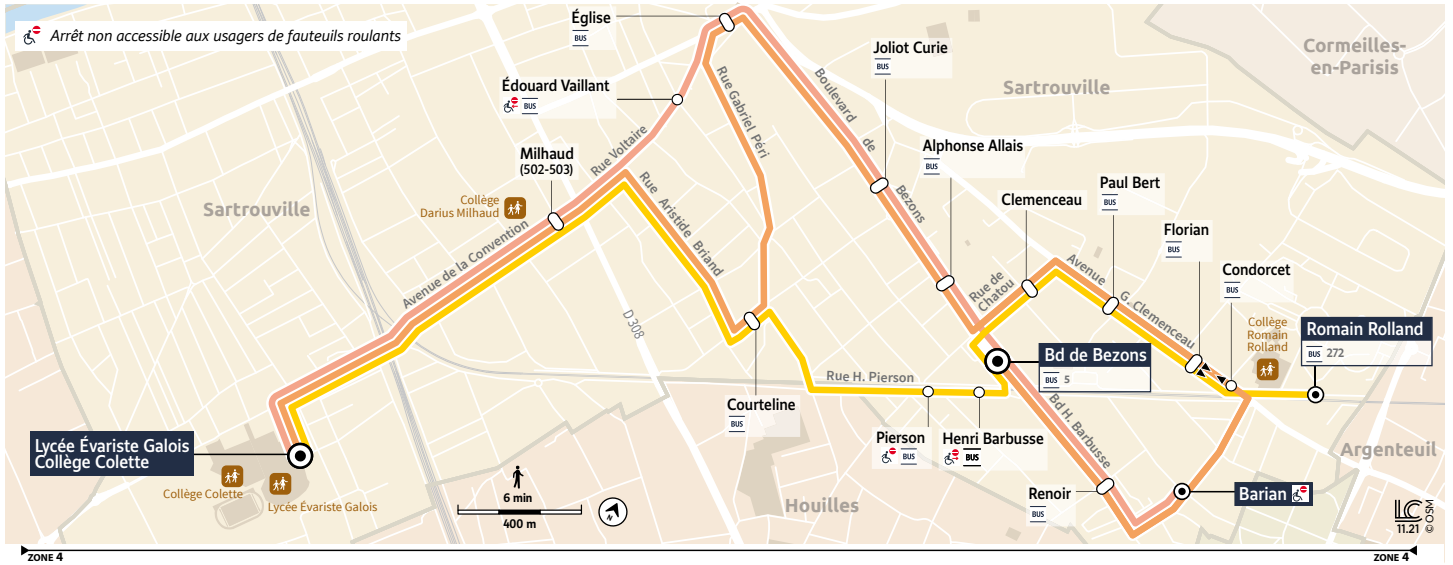 Arrêt non accessible aux usagers de fauteuils roulants
Église
BUS
Édouard Vaillant
BUS
Milhaud
(502-503)
Collège
Darius Milhaud
Sartrouville
Avenue de la Convention
Rue Voltaire
Rue Gabriel Péri
Rue Aristide Briand
D 308
Boulevard de Bezons
Joliot Curie
BUS
Sartrouville
Cormeilles-
en-Parisis
Alphonse Allais
BUS
Clemenceau
Paul Bert
BUS
Florian
BUS
Condorcet
BUS
Rue de
Chatou
Avenue G. Clemenceau
Collège
Romain
Rolland
Romain Rolland
BUS 272
Bd de Bezons
BUS 5
Rue H. Pierson
Courteline
BUS
Pierson
BUS
Henri Barbusse
BUS
Bd H. Barbusse
Renoir
BUS
Barian
Argenteuil
Houilles
Lycée Évariste Galois
Collège Colette
Collège Colette
Lycée Évariste Galois
6 min
400 m
N
LC
11.21
© OSM
ZONE 4
ZONE 4